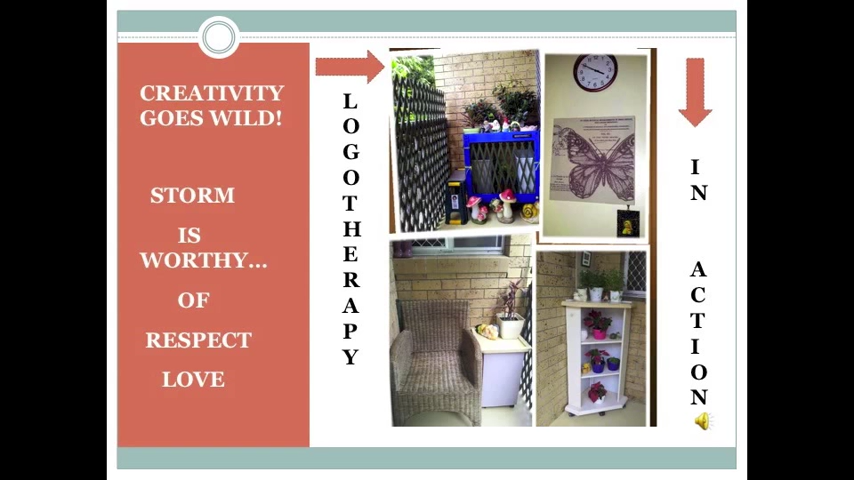 CREATIVITY
GOES WILD!
STORM
IS
WORTHY...
OF
RESPECT
LOVE
LOGOTHERAPY
IN
ACTION